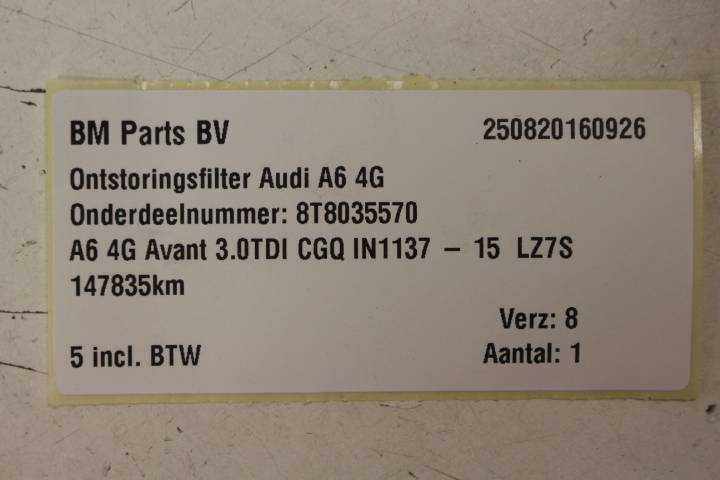 BM Parts BV 250820160926
Ontstoringsfilter Audi A6 4G
Onderdeelnummer: 8T8035570
A6 4G Avant 3.0TDI CGQ IN1137 – 15 LZ7S
147835km
Verz: 8
5 incl. BTW Aantal: 1